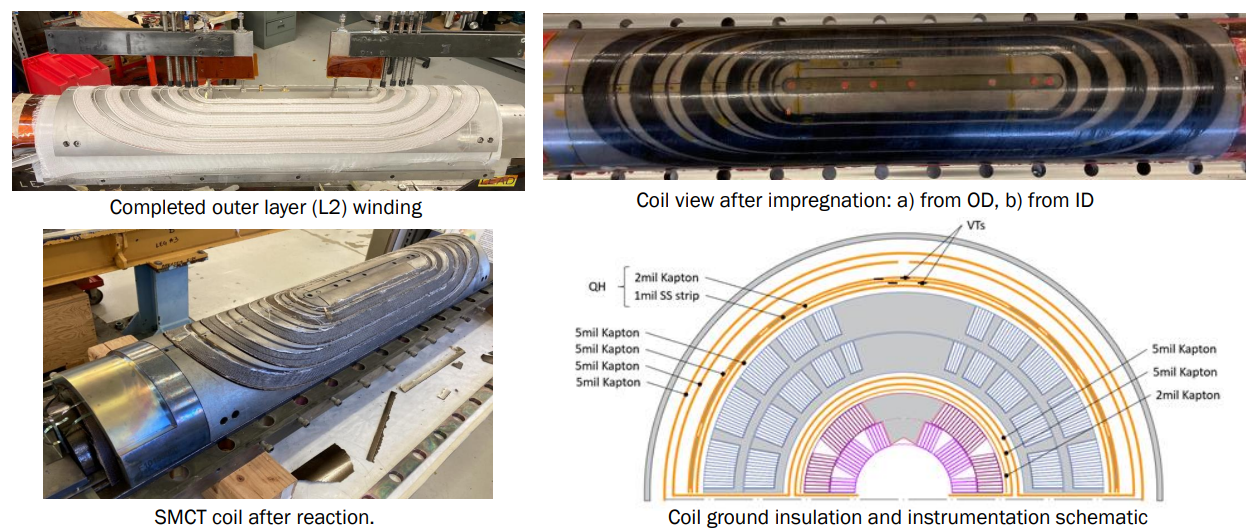 LEAD
Completed outer layer (L2) winding
Coil view after impregnation: a) from OD, b) from ID
SMCT coil after reaction.
VTs
QH
2mil Kapton
1mil SS strip
5mil Kapton
5mil Kapton
5mil Kapton
5mil Kapton
5mil Kapton
5mil Kapton
2mil Kapton
Coil ground insulation and instrumentation schematic